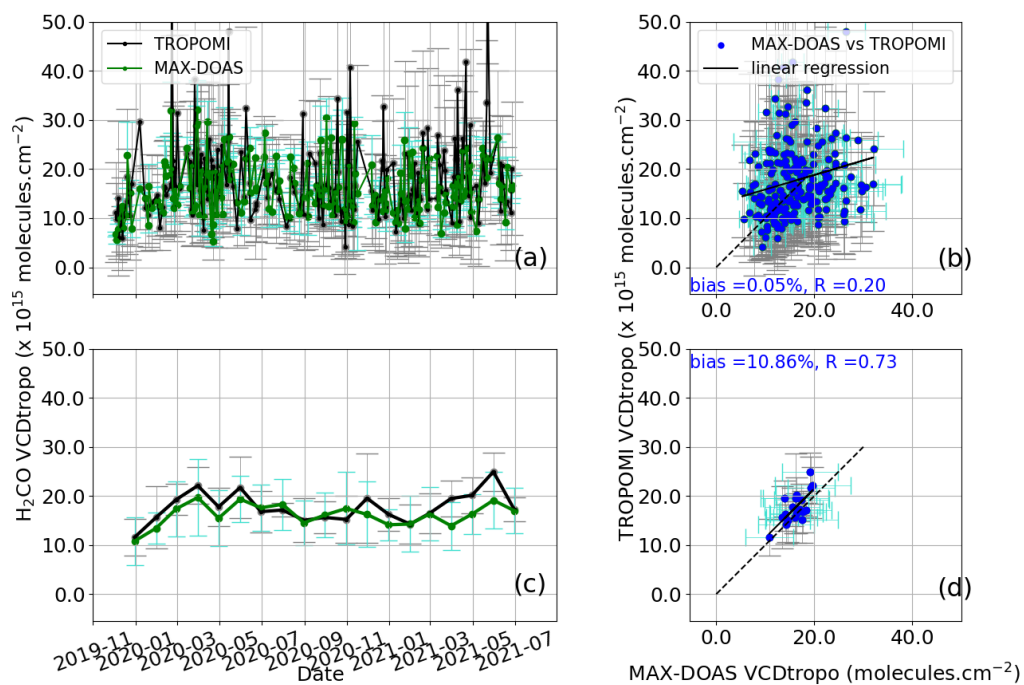 H₂CO VCDtropo (x 10¹⁵ molecules.cm⁻²)
50.0
40.0
30.0
20.0
10.0
0.0
TROPOMI
MAX-DOAS
(a)
TROPOMI VCDtropo (x 10¹⁵ molecules.cm⁻²)
50.0
40.0
30.0
20.0
10.0
0.0
MAX-DOAS vs TROPOMI
linear regression
(b)
bias =0.05%, R =0.20
0.0 20.0 40.0
50.0
40.0
30.0
20.0
10.0
0.0
(c)
2019-11 2020-01 2020-03 2020-05 2020-07 2020-09 2020-11 2021-01 2021-03 2021-05 2021-07
Date
50.0
40.0
30.0
20.0
10.0
0.0
bias =10.86%, R =0.73
(d)
0.0 20.0 40.0
MAX-DOAS VCDtropo (molecules.cm⁻²)